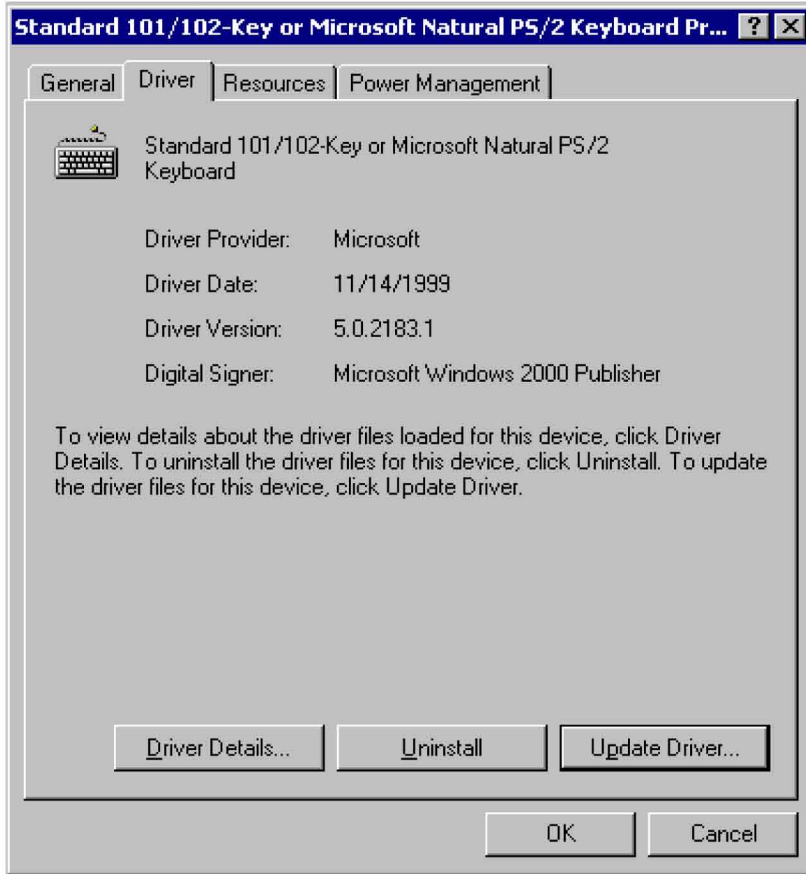 Standard 101/102-Key or Microsoft Natural PS/2 Keyboard Pr... ? X
General Driver Resources Power Management
Standard 101/102-Key or Microsoft Natural PS/2
Keyboard
Driver Provider: Microsoft
Driver Date: 11/14/1999
Driver Version: 5.0.2183.1
Digital Signer: Microsoft Windows 2000 Publisher
To view details about the driver files loaded for this device, click Driver
Details. To uninstall the driver files for this device, click Uninstall. To update
the driver files for this device, click Update Driver.
Driver Details... Uninstall Update Driver...
OK Cancel